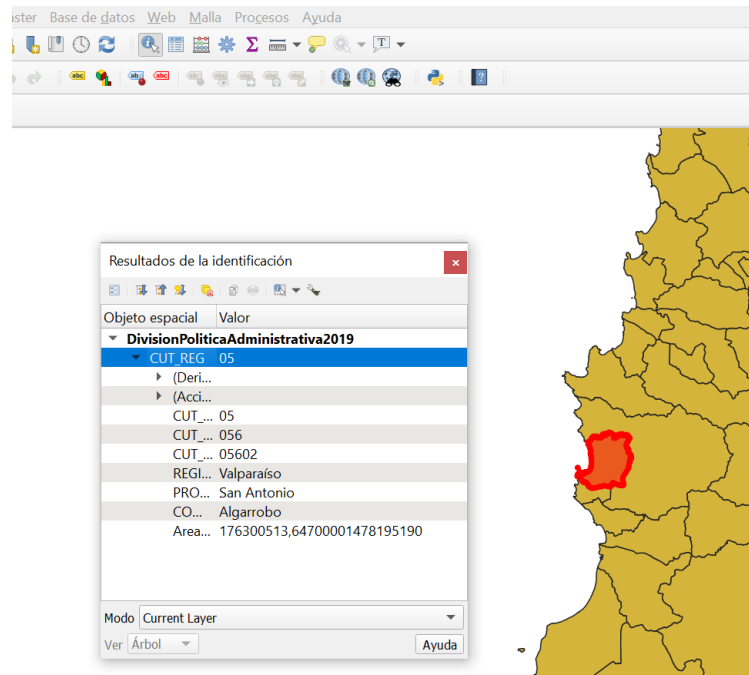 áster Base de datos Web Malla Procesos Ayuda
Resultados de la identificación
Objeto espacial Valor
DivisionPoliticaAdministrativa2019
CUT_REG 05
(Deri...
(Acci...
CUT_... 05
CUT_... 056
CUT_... 05602
REGI... Valparaíso
PRO... San Antonio
CO... Algarrobo
Area... 176300513,64700001478195190
Modo Current Layer
Ver Árbol
Ayuda